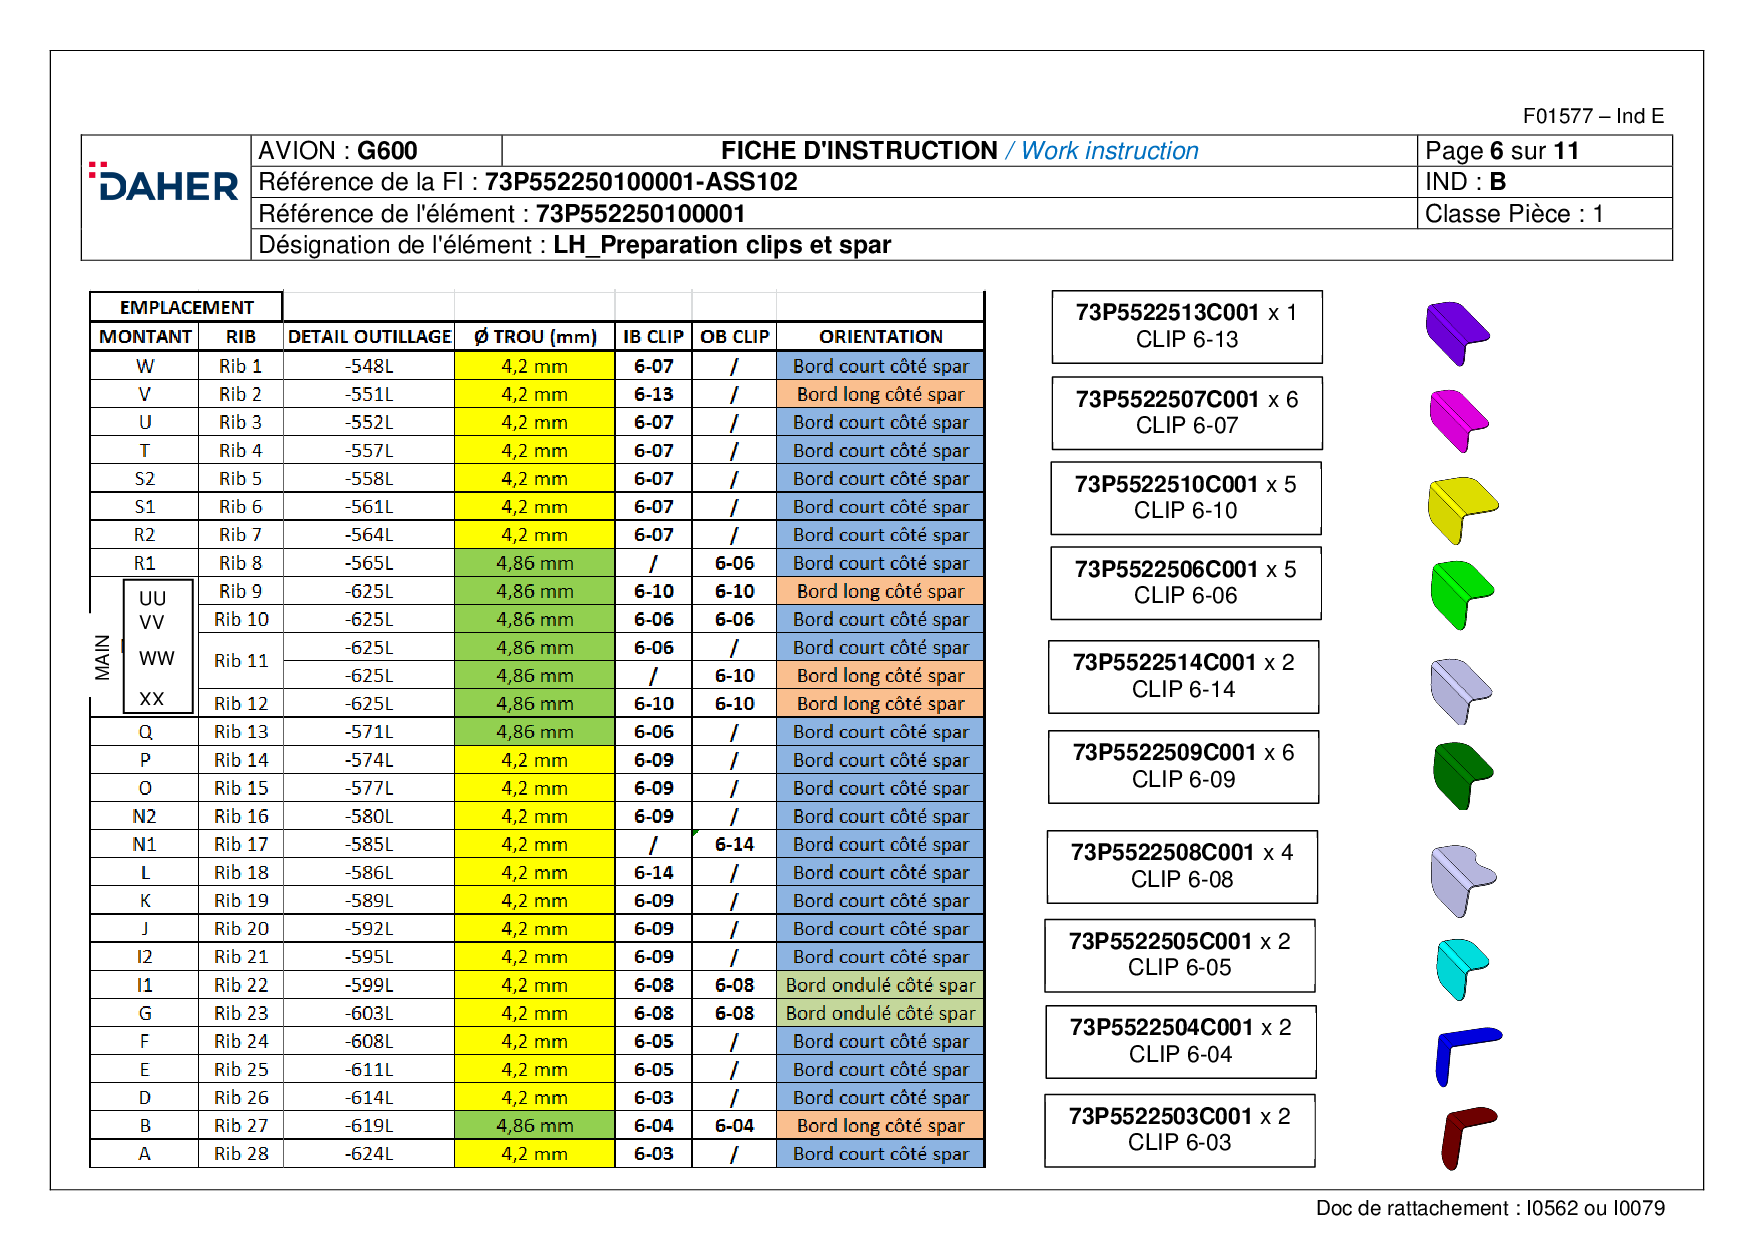 F01577 – Ind E
DAHER
AVION : G600
FICHE D'INSTRUCTION / Work instruction
Page 6 sur 11
Référence de la FI : 73P552250100001-ASS102
IND : B
Référence de l'élément : 73P552250100001
Classe Pièce : 1
Désignation de l'élément : LH_Preparation clips et spar
EMPLACEMENT
MONTANT RIB DETAIL OUTILLAGE Ø TROU (mm) IB CLIP OB CLIP ORIENTATION
W Rib 1 -548L 4,2 mm 6-07 / Bord court côté spar
V Rib 2 -551L 4,2 mm 6-13 / Bord long côté spar
U Rib 3 -552L 4,2 mm 6-07 / Bord court côté spar
T Rib 4 -557L 4,2 mm 6-07 / Bord court côté spar
S2 Rib 5 -558L 4,2 mm 6-07 / Bord court côté spar
S1 Rib 6 -561L 4,2 mm 6-07 / Bord court côté spar
R2 Rib 7 -564L 4,2 mm 6-07 / Bord court côté spar
R1 Rib 8 -565L 4,86 mm / 6-06 Bord court côté spar
MAIN
UU Rib 9 -625L 4,86 mm 6-10 6-10 Bord long côté spar
VV Rib 10 -625L 4,86 mm 6-06 6-06 Bord court côté spar
WW Rib 11 -625L 4,86 mm 6-06 / Bord court côté spar
-625L 4,86 mm / 6-10 Bord long côté spar
XX Rib 12 -625L 4,86 mm 6-10 6-10 Bord long côté spar
Q Rib 13 -571L 4,86 mm 6-06 / Bord court côté spar
P Rib 14 -574L 4,2 mm 6-09 / Bord court côté spar
O Rib 15 -577L 4,2 mm 6-09 / Bord court côté spar
N2 Rib 16 -580L 4,2 mm 6-09 / Bord court côté spar
N1 Rib 17 -585L 4,2 mm / 6-14 Bord court côté spar
L Rib 18 -586L 4,2 mm 6-14 / Bord court côté spar
K Rib 19 -589L 4,2 mm 6-09 / Bord court côté spar
J Rib 20 -592L 4,2 mm 6-09 / Bord court côté spar
I2 Rib 21 -595L 4,2 mm 6-09 / Bord court côté spar
I1 Rib 22 -599L 4,2 mm 6-08 6-08 Bord ondulé côté spar
G Rib 23 -603L 4,2 mm 6-08 6-08 Bord ondulé côté spar
F Rib 24 -608L 4,2 mm 6-05 / Bord court côté spar
E Rib 25 -611L 4,2 mm 6-05 / Bord court côté spar
D Rib 26 -614L 4,2 mm 6-03 / Bord court côté spar
B Rib 27 -619L 4,86 mm 6-04 6-04 Bord long côté spar
A Rib 28 -624L 4,2 mm 6-03 / Bord court côté spar
73P5522513C001 x 1
CLIP 6-13
73P5522507C001 x 6
CLIP 6-07
73P5522510C001 x 5
CLIP 6-10
73P5522506C001 x 5
CLIP 6-06
73P5522514C001 x 2
CLIP 6-14
73P5522509C001 x 6
CLIP 6-09
73P5522508C001 x 4
CLIP 6-08
73P5522505C001 x 2
CLIP 6-05
73P5522504C001 x 2
CLIP 6-04
73P5522503C001 x 2
CLIP 6-03
Doc de rattachement : I0562 ou I0079